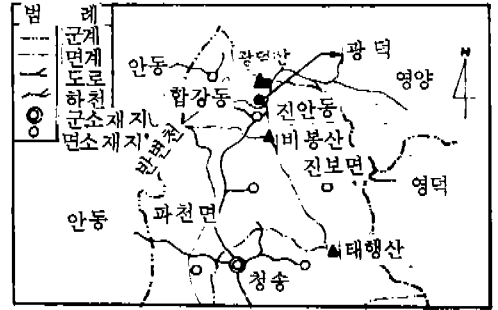 범 례
군계
면계
도로
하천
군소재지
면소재지
N
안동
광덕산
광덕
영양
합강동
진안동
비봉산
반변천
진보면
영덕
안동
파천면
태행산
청송